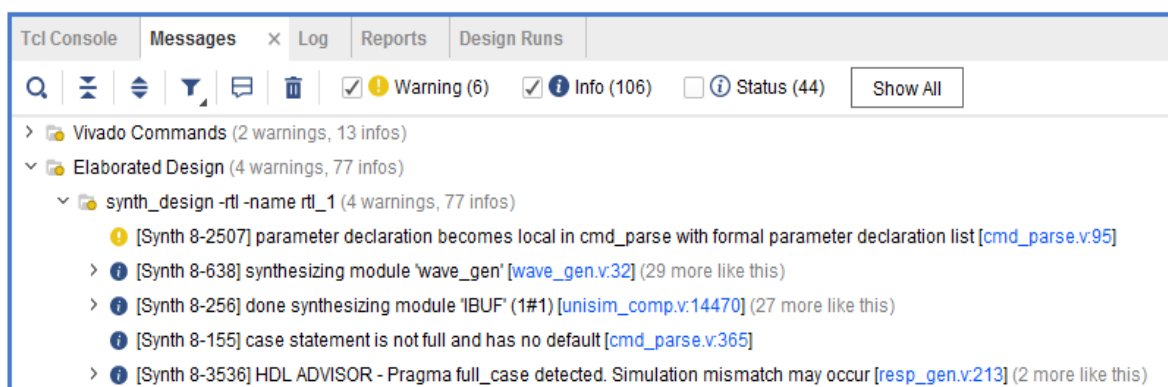 Tcl Console Messages × Log Reports Design Runs
Warning (6) Info (106) Status (44) Show All
Vivado Commands (2 warnings, 13 infos)
Elaborated Design (4 warnings, 77 infos)
synth_design -rtl -name rtl_1 (4 warnings, 77 infos)
[Synth 8-2507] parameter declaration becomes local in cmd_parse with formal parameter declaration list [cmd_parse.v:95]
[Synth 8-638] synthesizing module 'wave_gen' [wave_gen.v:32] (29 more like this)
[Synth 8-256] done synthesizing module 'IBUF' (1#1) [unisim_comp.v:14470] (27 more like this)
[Synth 8-155] case statement is not full and has no default [cmd_parse.v:365]
[Synth 8-3536] HDL ADVISOR - Pragma full_case detected. Simulation mismatch may occur [resp_gen.v:213] (2 more like this)